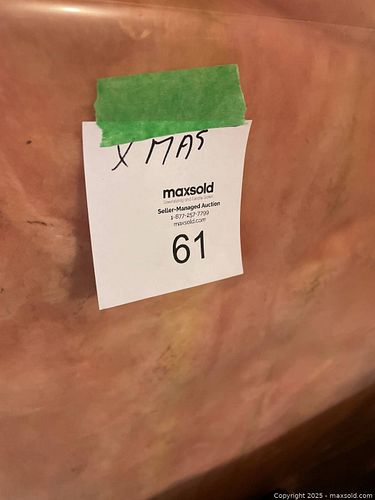 X MAS
maxsold
Seller-Managed Auction
1-877-257-7799
maxsold.com
61
Copyright 2025 - maxsold.com